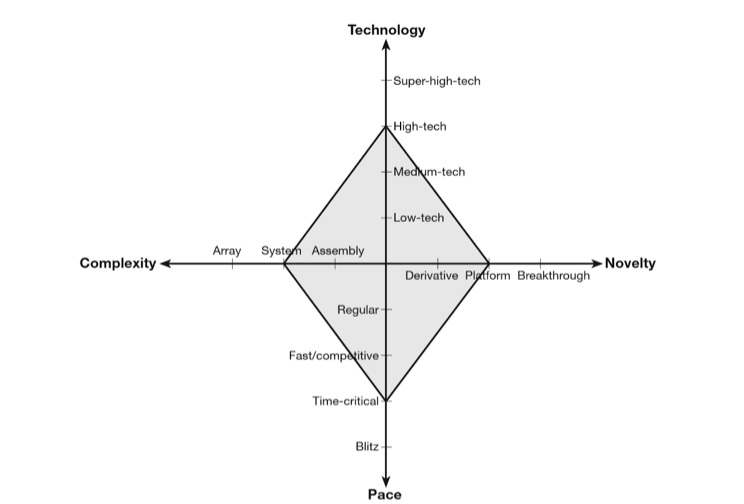 Technology
Super-high-tech
High-tech
Medium-tech
Low-tech
Array System Assembly
Complexity Novelty
Derivative Platform Breakthrough
Regular
Fast/competitive
Time-critical
Blitz
Pace